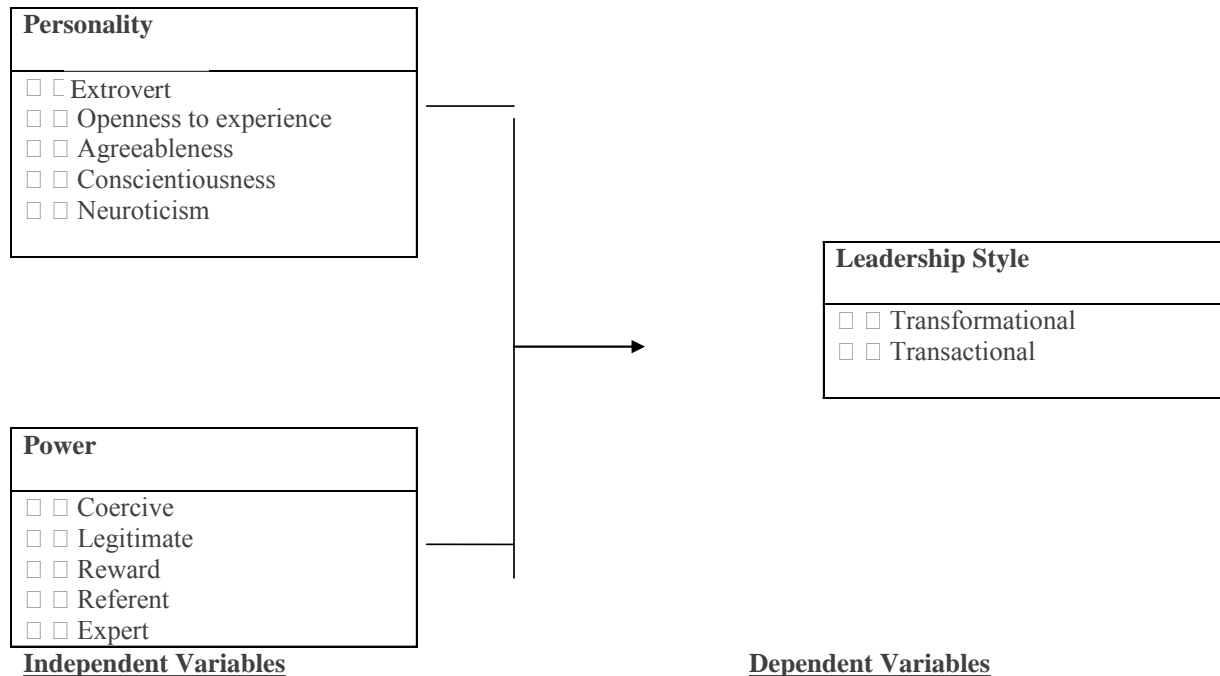 Personality
□ □ Extrovert
□ □ Openness to experience
□ □ Agreeableness
□ □ Conscientiousness
□ □ Neuroticism
Leadership Style
□ □ Transformational
□ □ Transactional
Power
□ □ Coercive
□ □ Legitimate
□ □ Reward
□ □ Referent
□ □ Expert
Independent Variables
Dependent Variables